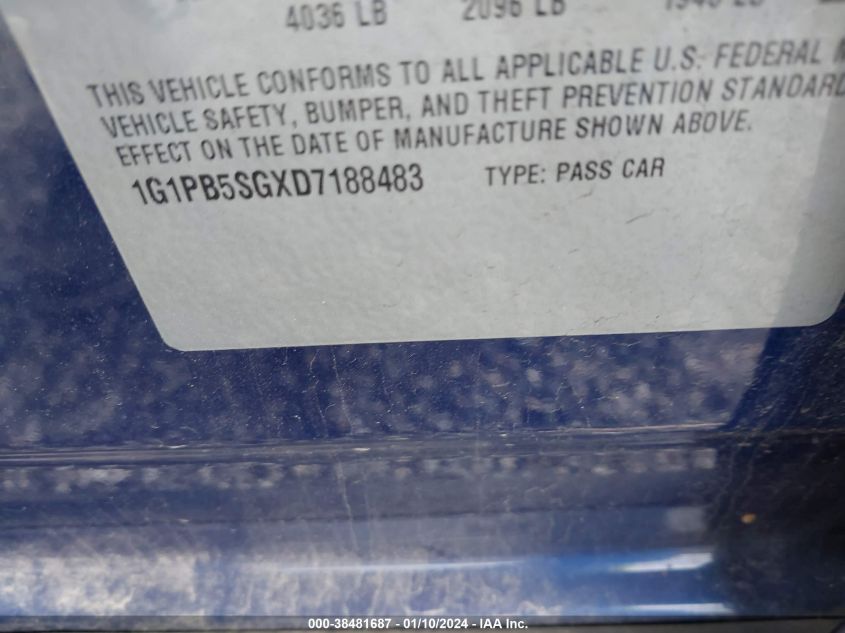 4036 LB 2096 LB
THIS VEHICLE CONFORMS TO ALL APPLICABLE U.S. FEDERAL
VEHICLE SAFETY, BUMPER, AND THEFT PREVENTION STANDARD
EFFECT ON THE DATE OF MANUFACTURE SHOWN ABOVE.
1G1PB5SGXD7188483 TYPE: PASS CAR
000-38481687 - 01/10/2024 - IAA Inc.